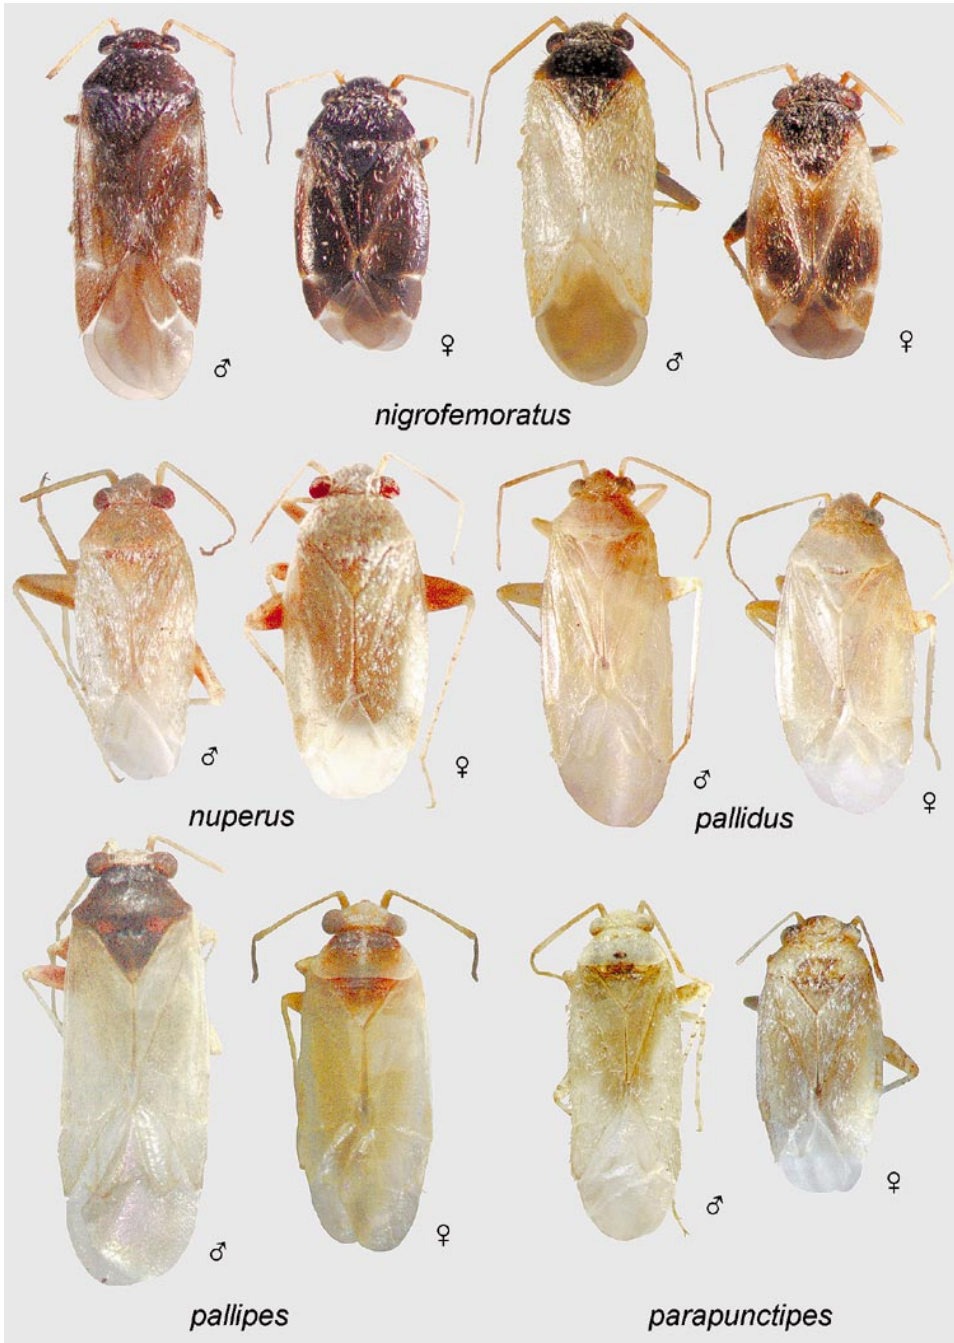 ♂ ♀ ♂ ♀
nigrofemoratus
♂ ♀ ♂ ♀
nuperus pallidus
♂ ♀ ♂ ♀
pallipes parapunctipes